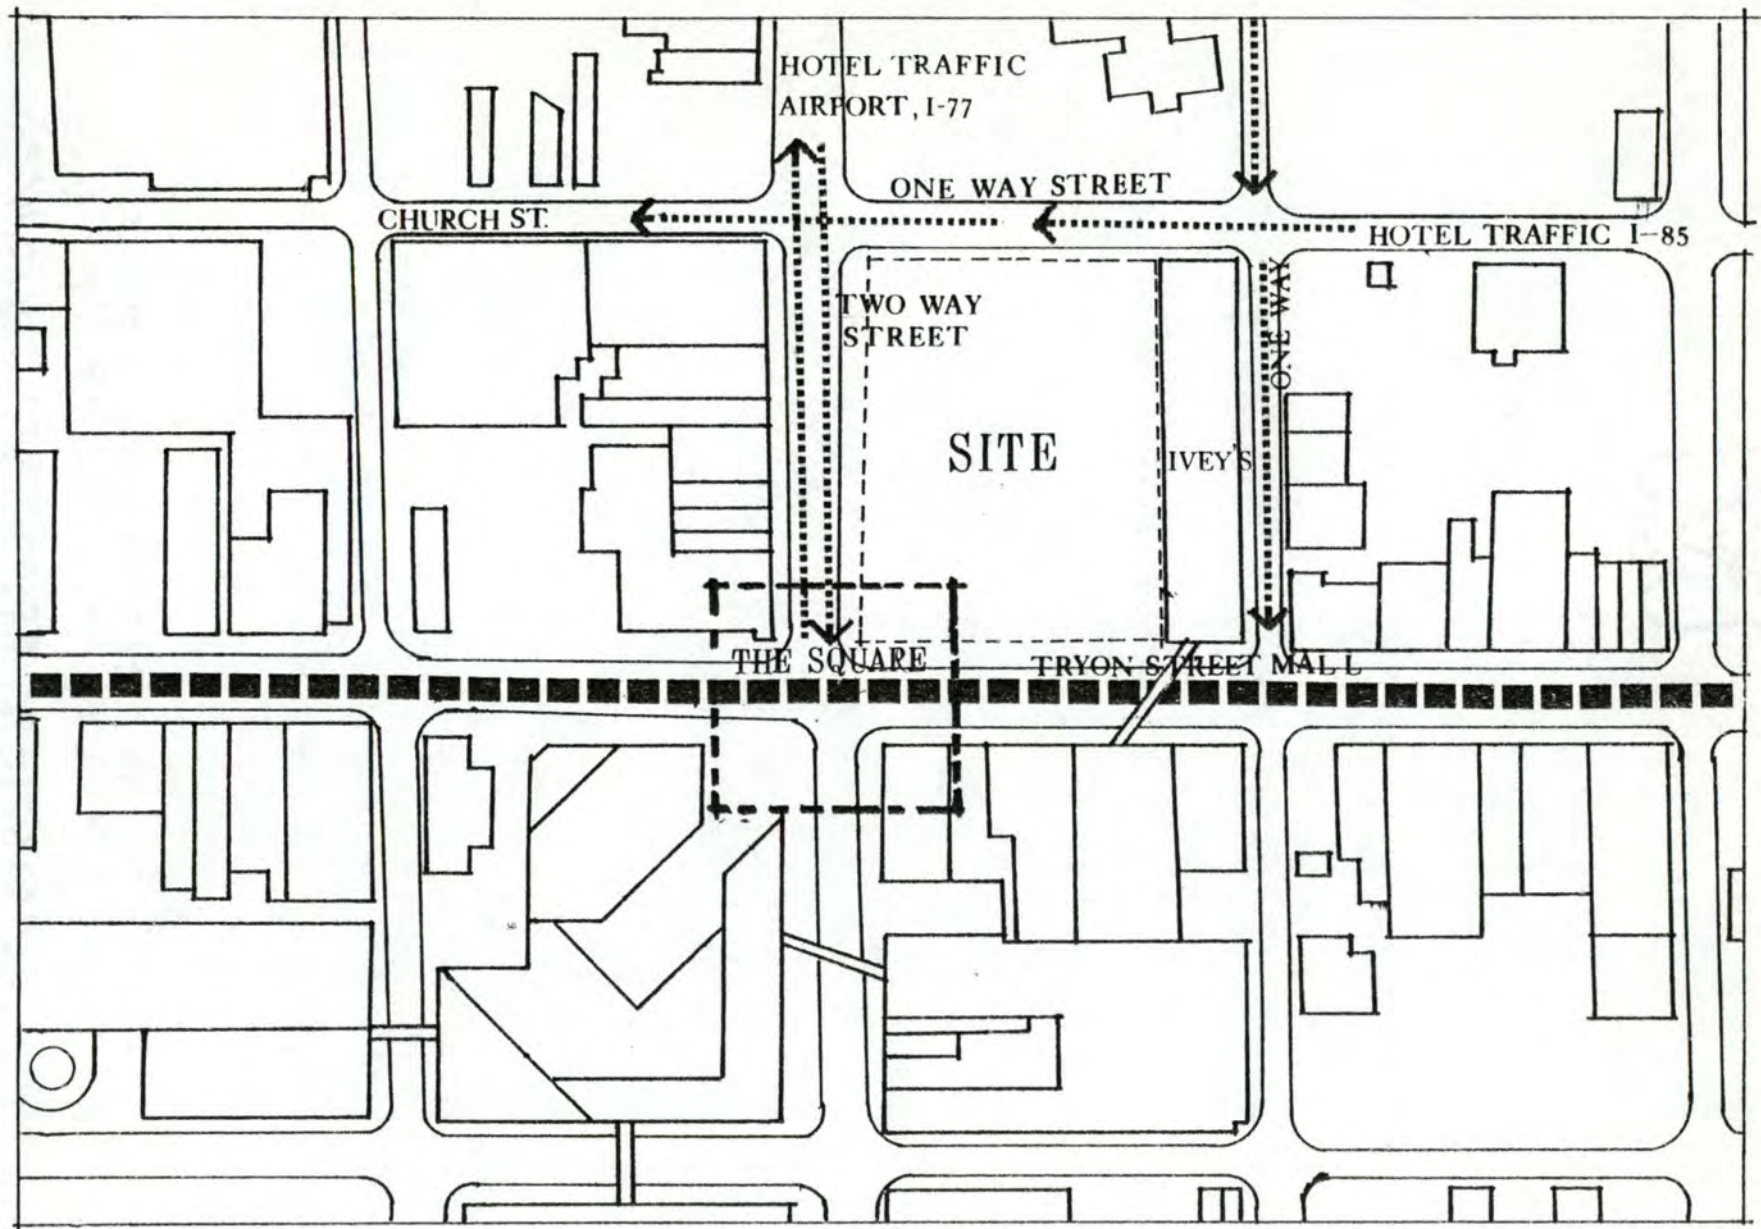 HOTEL TRAFFIC
AIRPORT, I-77
ONE WAY STREET
CHURCH ST.
HOTEL TRAFFIC I-85
TWO WAY
STREET
ONE WAY
SITE
IVEY'S
THE SQUARE
TRYON STREET MALL